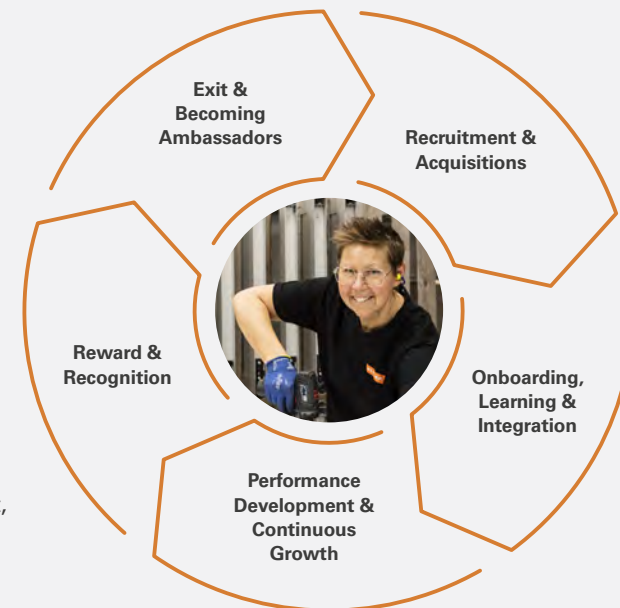 Exit &
Becoming
Ambassadors
Recruitment &
Acquisitions
Onboarding,
Learning &
Integration
Performance
Development &
Continuous
Growth
Reward &
Recognition
,